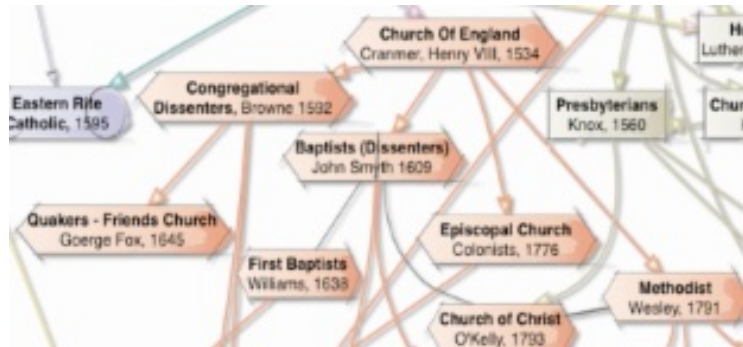 Church Of England
Cranmer, Henry VIII, 1534
Congregational
Dissenters, Browne 1592
Eastern Rite
Catholic, 1595
Presbyterians
Knox, 1560
Baptists (Dissenters)
John Smyth 1609
Quakers - Friends Church
Goerge Fox, 1645
Episcopal Church
Colonists, 1776
First Baptists
Williams, 1638
Methodist
Wesley, 1791
Church of Christ
O'Kelly, 1793